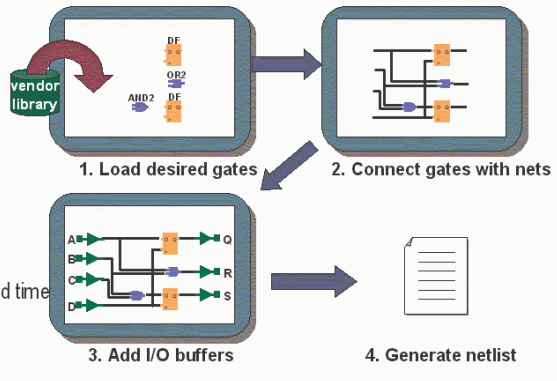 DF
OR2
AND2
DF
vendor
library
1. Load desired gates
2. Connect gates with nets
A
B
C
D
Q
R
S
d time
3. Add I/O buffers
4. Generate netlist